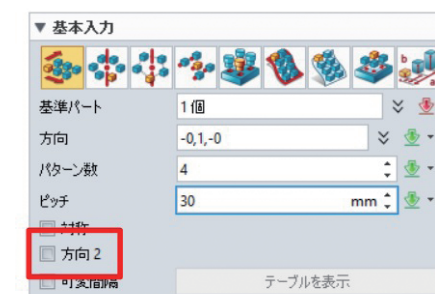 ▼ 基本入力
基準パート 1 個
方向 -0,1,-0
パターン数 4
ピッチ 30 mm
対称
方向 2
可変間隔 テーブルを表示